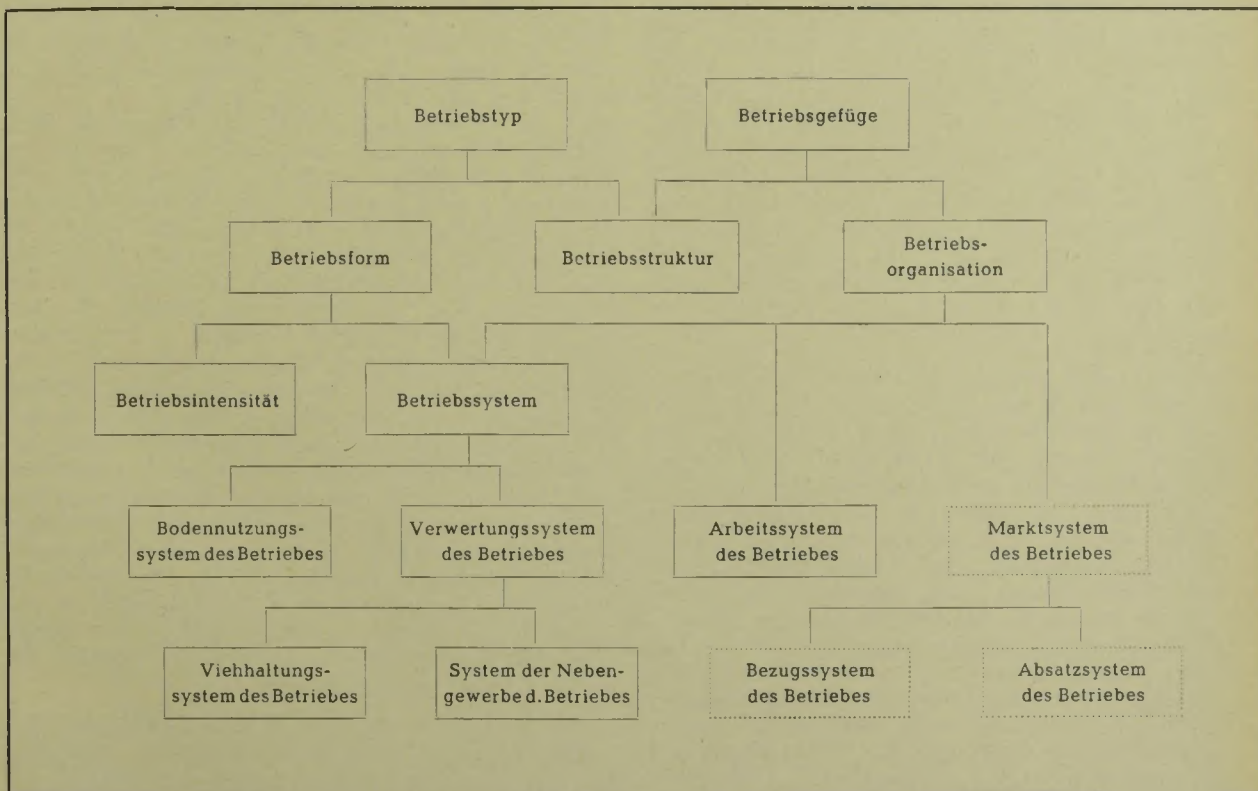 Betriebstyp
Betriebsgefüge
Betriebsform
Betriebsstruktur
Betriebs-
organisation
Betriebsintensität
Betriebssystem
Bodennutzungs-
system des Betriebes
Verwertungssystem
des Betriebes
Arbeitssystem
des Betriebes
Marktsystem
des Betriebes
Viehhaltungs-
system des Betriebes
System der Neben-
gewerbe d. Betriebes
Bezugssystem
des Betriebes
Absatzsystem
des Betriebes